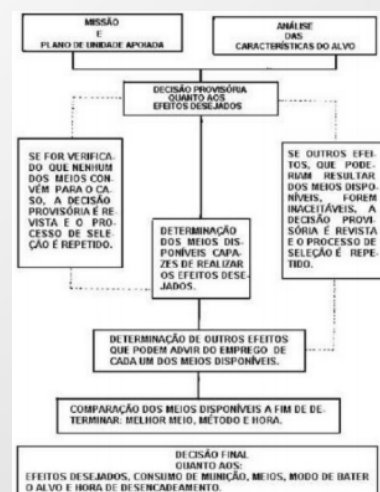 MISSÃO
E
PLANO DE UNIDADE APOIADA
ANÁLISE
DAS
CARACTERÍSTICAS DO ALVO
DECISÃO PROVISÓRIA
QUANTO AOS
EFEITOS DESEJADOS
SE FOR VERIFICA-
DO QUE NENHUM
DOS MEIOS CON-
VÉM PARA O CA-
SO, A DECISÃO
PROVISÓRIA É RE-
VISTA E O PRO-
CESSO DE SELE-
ÇÃO É REPETIDO.
DETERMINAÇÃO
DOS MEIOS DIS-
PONÍVEIS CAPA-
ZES DE REALIZAR
OS EFEITOS DESE-
JADOS.
SE OUTROS EFEI-
TOS, QUE PODE-
RIAM RESULTAR
DOS MEIOS DISPO-
NÍVEIS, FOREM
INACEITÁVEIS, A
DECISÃO PROVI-
SÓRIA É REVISTA
E O PROCESSO DE
SELEÇÃO É REPE-
TIDO.
DETERMINAÇÃO DE OUTROS EFEITOS
QUE PODEM ADVIR DO EMPREGO DE
CADA UM DOS MEIOS DISPONÍVEIS.
COMPARAÇÃO DOS MEIOS DISPONÍVEIS A FIM DE DE-
TERMINAR: MELHOR MEIO, MÉTODO E HORA.
DECISÃO FINAL
QUANTO AOS:
EFEITOS DESEJADOS, CONSUMO DE MUNIÇÃO, MEIOS, MODO DE BATER
O ALVO E HORA DE DESENCADEAMENTO.